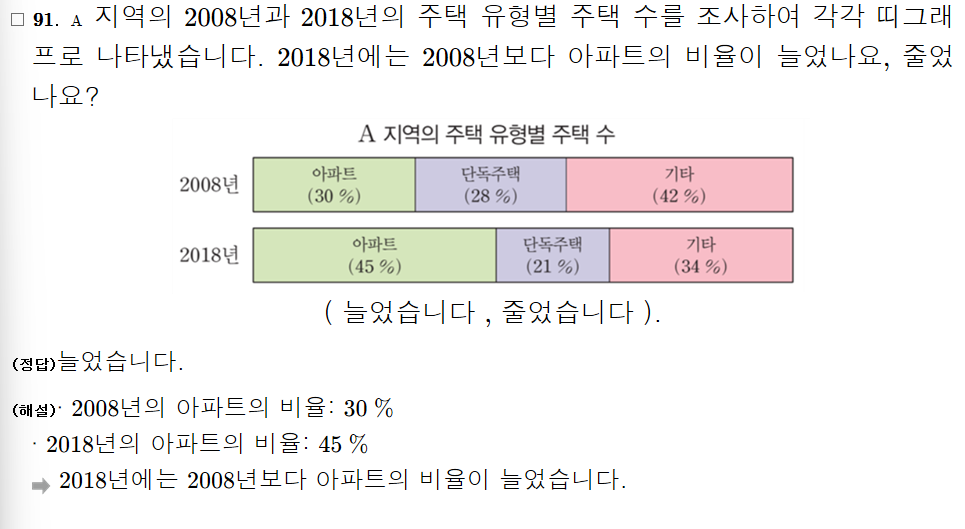 □ 91. A 지역의 2008년과 2018년의 주택 유형별 주택 수를 조사하여 각각 띠그래
프로 나타냈습니다. 2018년에는 2008년보다 아파트의 비율이 늘었나요, 줄었
나요?
A 지역의 주택 유형별 주택 수
2008년 아파트 (30 %) 단독주택 (28 %) 기타 (42 %)
2018년 아파트 (45 %) 단독주택 (21 %) 기타 (34 %)
( 늘었습니다 , 줄었습니다 ).
(정답)늘었습니다.
(해설)· 2008년의 아파트의 비율: 30 %
· 2018년의 아파트의 비율: 45 %
➡ 2018년에는 2008년보다 아파트의 비율이 늘었습니다.